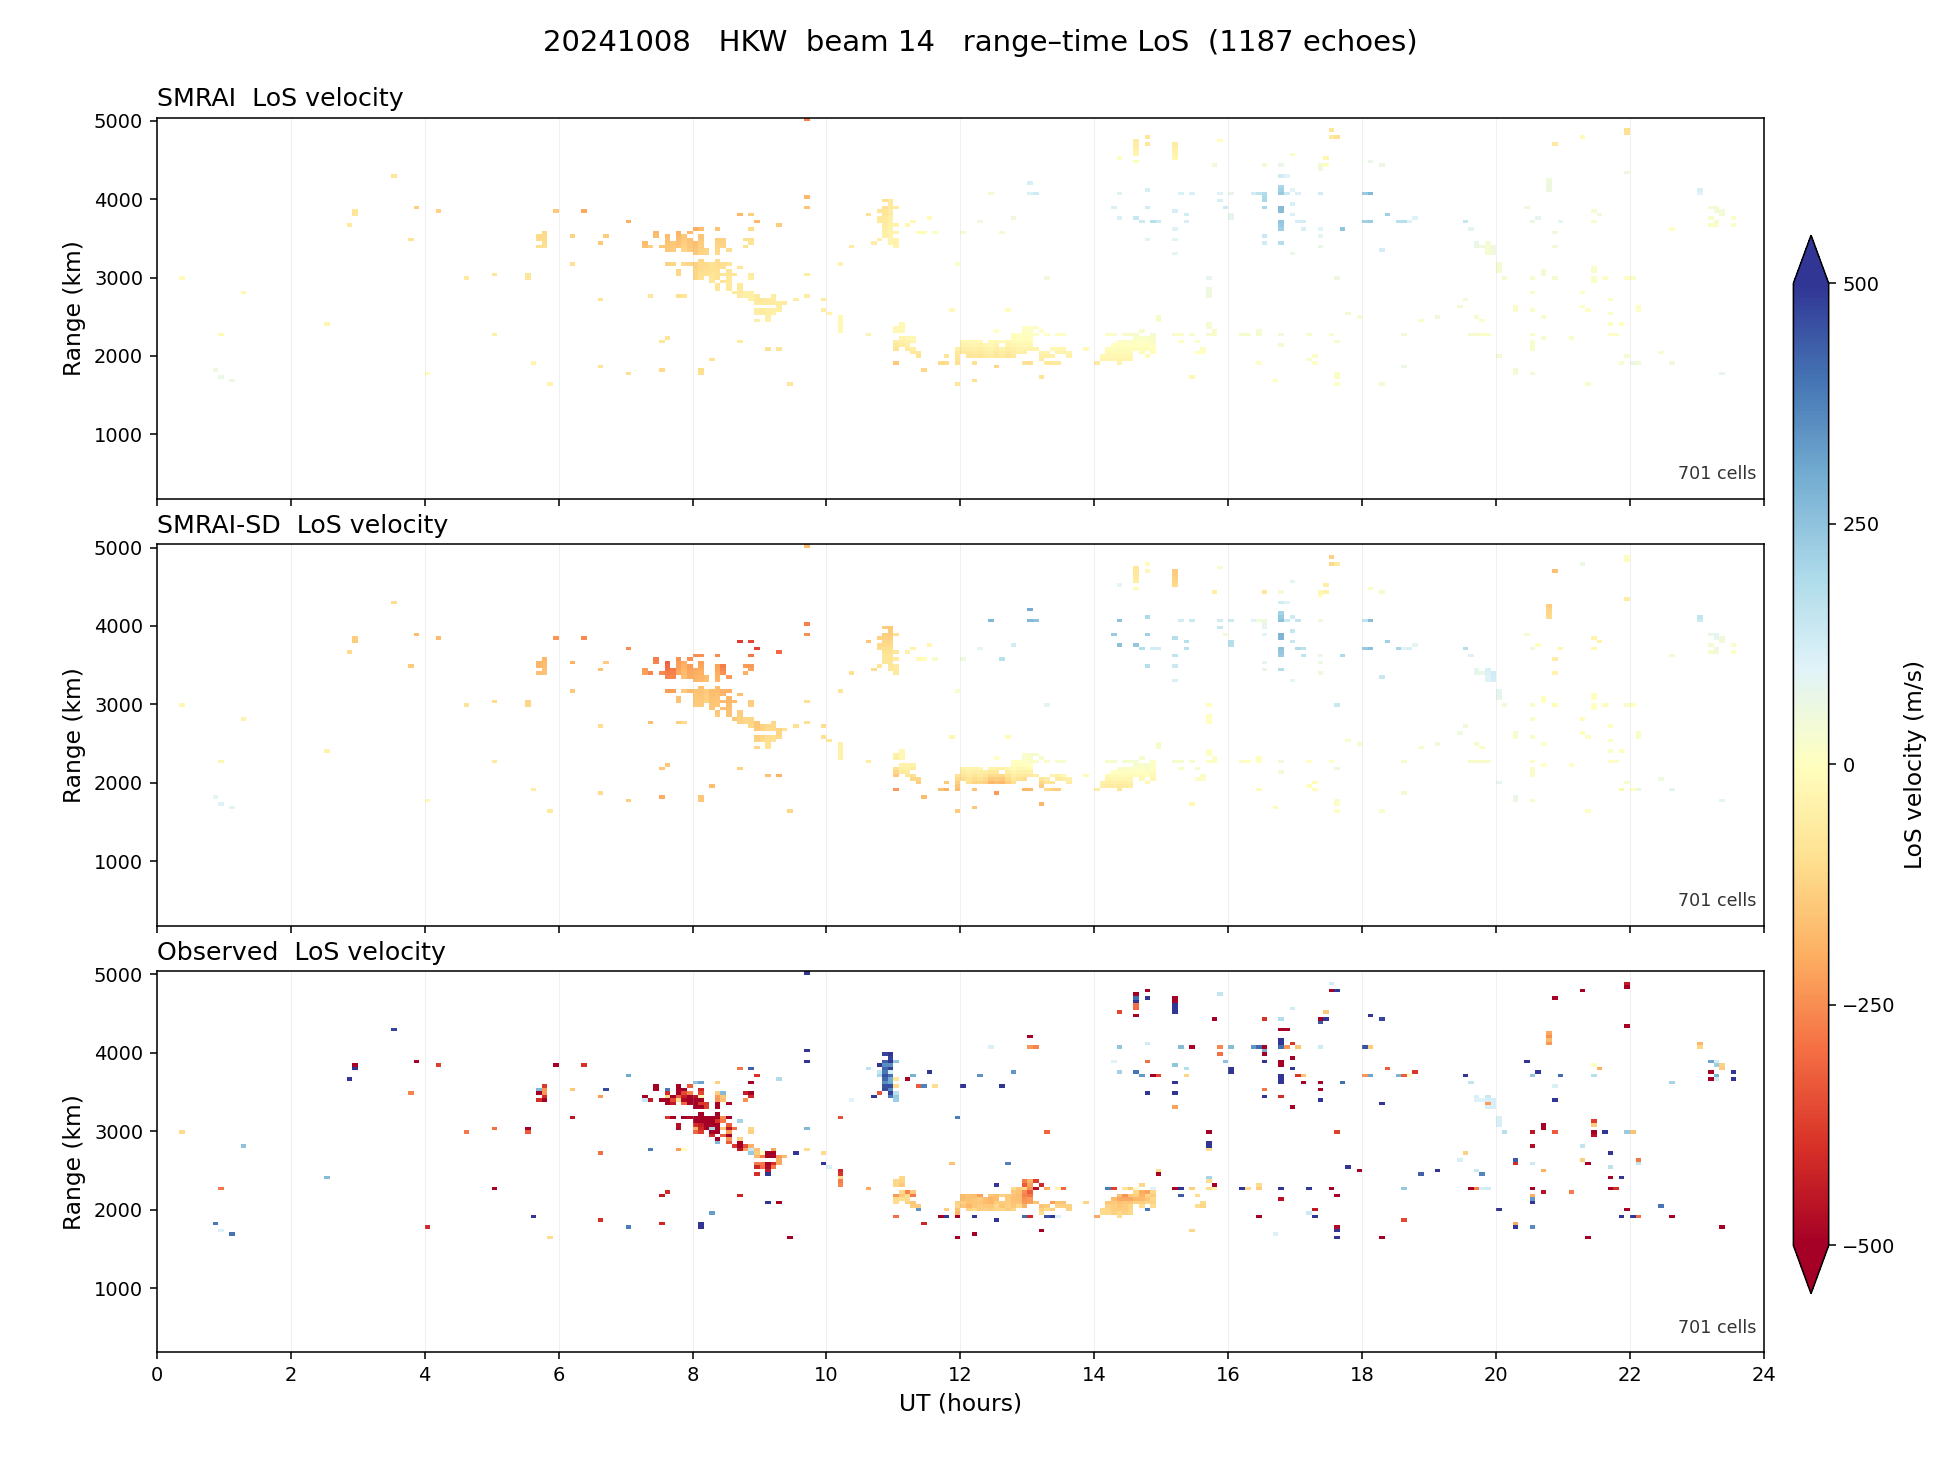 20241008   HKW  beam 14   range–time LoS  (1187 echoes)
SMRAI  LoS velocity
5000
4000
3000
2000
1000
Range (km)
701 cells
SMRAI-SD  LoS velocity
5000
4000
3000
2000
1000
Range (km)
701 cells
Observed  LoS velocity
5000
4000
3000
2000
1000
Range (km)
701 cells
0 2 4 6 8 10 12 14 16 18 20 22 24
UT (hours)
500
250
0
−250
−500
LoS velocity (m/s)